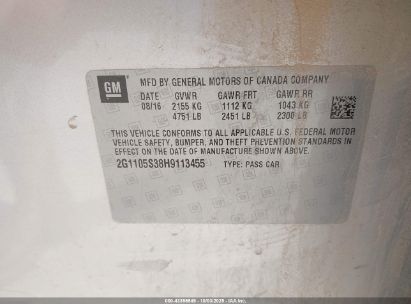 GM
MFD BY GENERAL MOTORS OF CANADA COMPANY
DATE GVWR GAWR FRT GAWR RR
08/16 2155 KG 1112 KG 1043 KG
4751 LB 2451 LB 2300 LB
THIS VEHICLE CONFORMS TO ALL APPLICABLE U.S. FEDERAL MOTOR
VEHICLE SAFETY, BUMPER, AND THEFT PREVENTION STANDARDS IN
EFFECT ON THE DATE OF MANUFACTURE SHOWN ABOVE.
2G1105S38H9113455 TYPE: PASS CAR